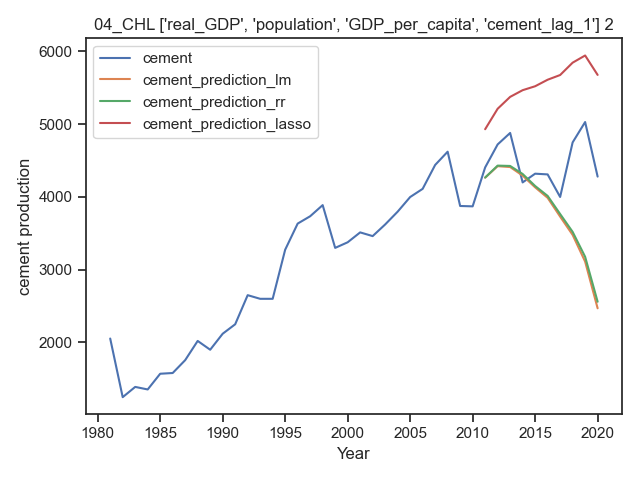 04_CHL ['real_GDP', 'population', 'GDP_per_capita', 'cement_lag_1'] 2
cement
cement_prediction_lm
cement_prediction_rr
cement_prediction_lasso
6000
5000
4000
3000
2000
cement production
1980 1985 1990 1995 2000 2005 2010 2015 2020
Year